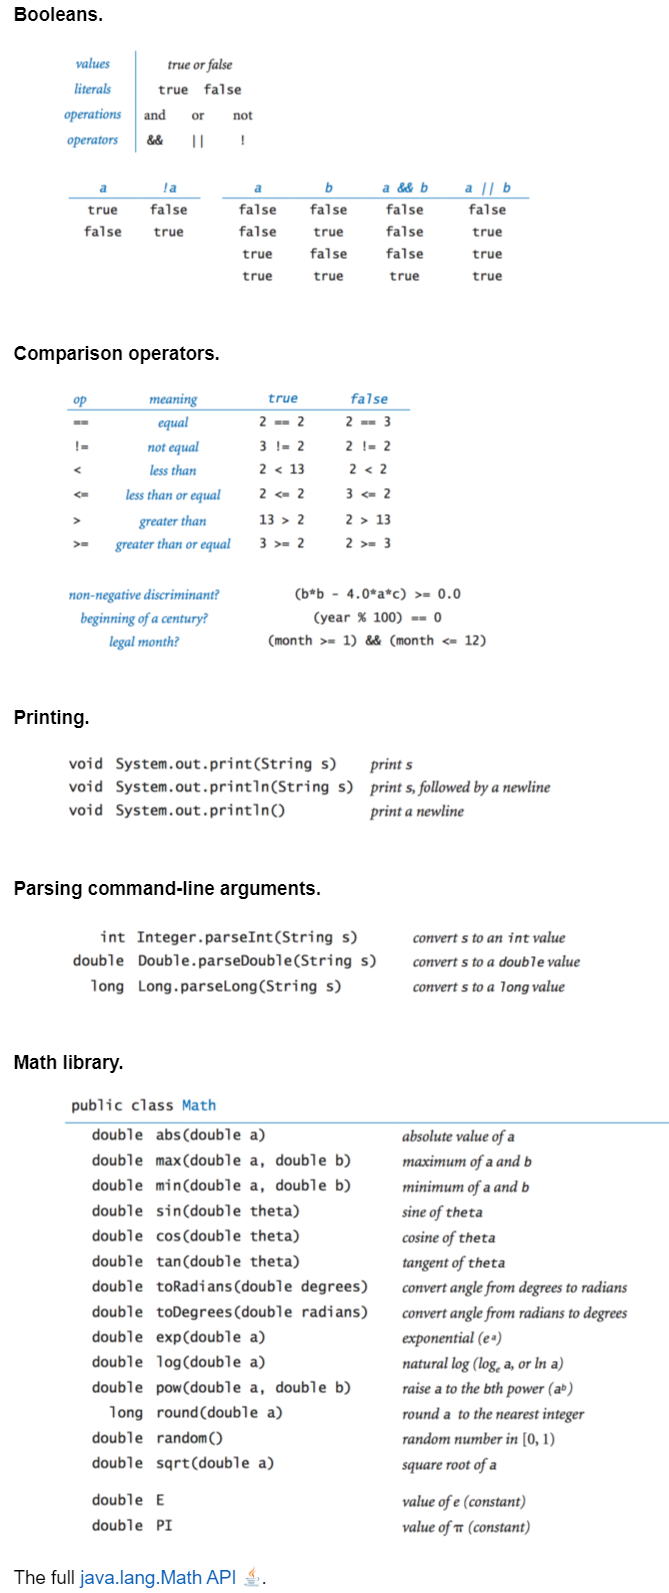 Booleans.
values true or false
literals true false
operations and or not
operators && || !
a !a a b a && b a || b
true false false false false false
false true false true false true
true false false true
true true true true
Comparison operators.
op meaning true false
== equal 2 == 2 2 == 3
!= not equal 3 != 2 2 != 2
< less than 2 < 13 2 < 2
<= less than or equal 2 <= 2 3 <= 2
> greater than 13 > 2 2 > 13
>= greater than or equal 3 >= 2 2 >= 3
non-negative discriminant? (b*b - 4.0*a*c) >= 0.0
beginning of a century? (year % 100) == 0
legal month? (month >= 1) && (month <= 12)
Printing.
void System.out.print(String s) print s
void System.out.println(String s) print s, followed by a newline
void System.out.println() print a newline
Parsing command-line arguments.
int Integer.parseInt(String s) convert s to an int value
double Double.parseDouble(String s) convert s to a double value
long Long.parseLong(String s) convert s to a long value
Math library.
public class Math
double abs(double a) absolute value of a
double max(double a, double b) maximum of a and b
double min(double a, double b) minimum of a and b
double sin(double theta) sine of theta
double cos(double theta) cosine of theta
double tan(double theta) tangent of theta
double toRadians(double degrees) convert angle from degrees to radians
double toDegrees(double radians) convert angle from radians to degrees
double exp(double a) exponential (eᵃ)
double log(double a) natural log (logₑ a, or ln a)
double pow(double a, double b) raise a to the bth power (aᵇ)
long round(double a) round a to the nearest integer
double random() random number in [0, 1)
double sqrt(double a) square root of a
double E value of e (constant)
double PI value of π (constant)
The full java.lang.Math API .